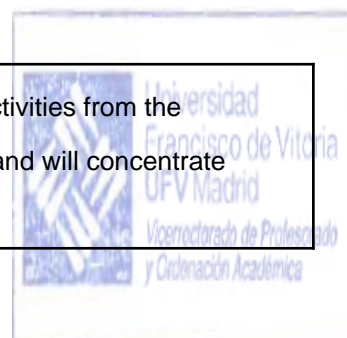 ctivities from the
and will concentrate
Universidad
Francisco de Vitoria
UFV Madrid
Vicerrectorado de Profesorado
y Ordenación Académica